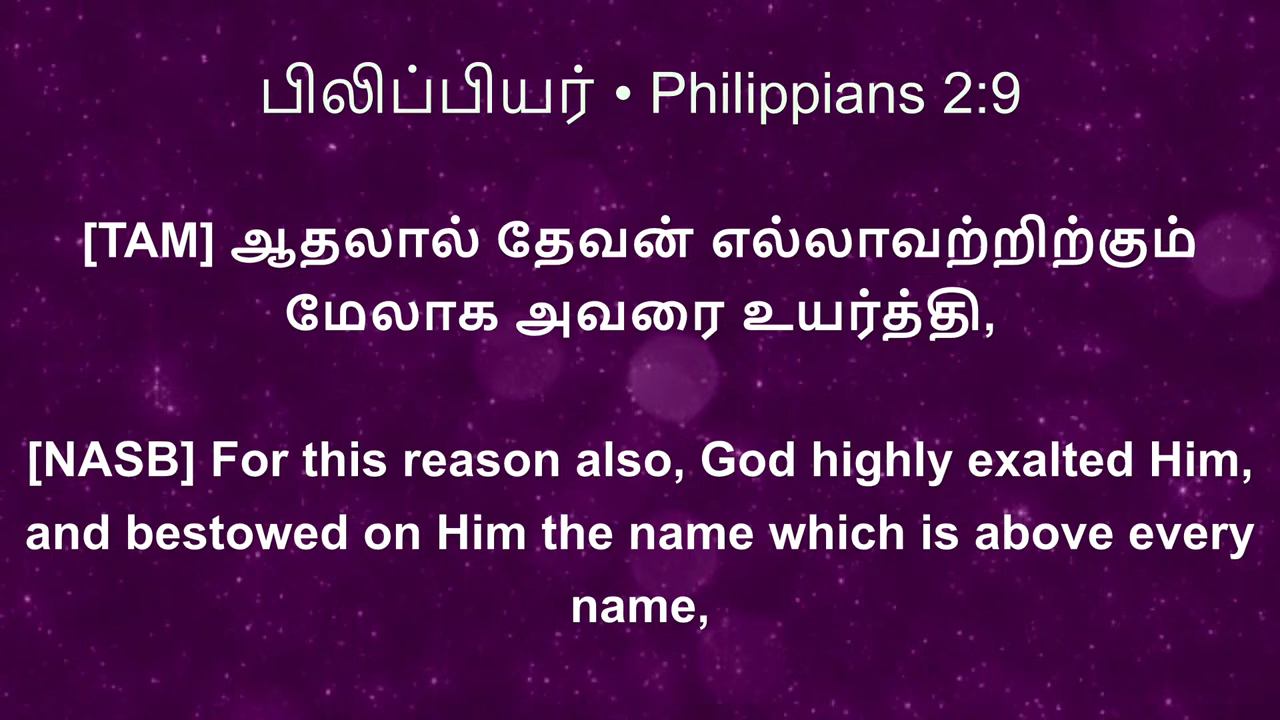 பிலிப்பியர் • Philippians 2:9
[TAM] ஆதலால் தேவன் எல்லாவற்றிற்கும்
மேலாக அவரை உயர்த்தி,
[NASB] For this reason also, God highly exalted Him,
and bestowed on Him the name which is above every
name,